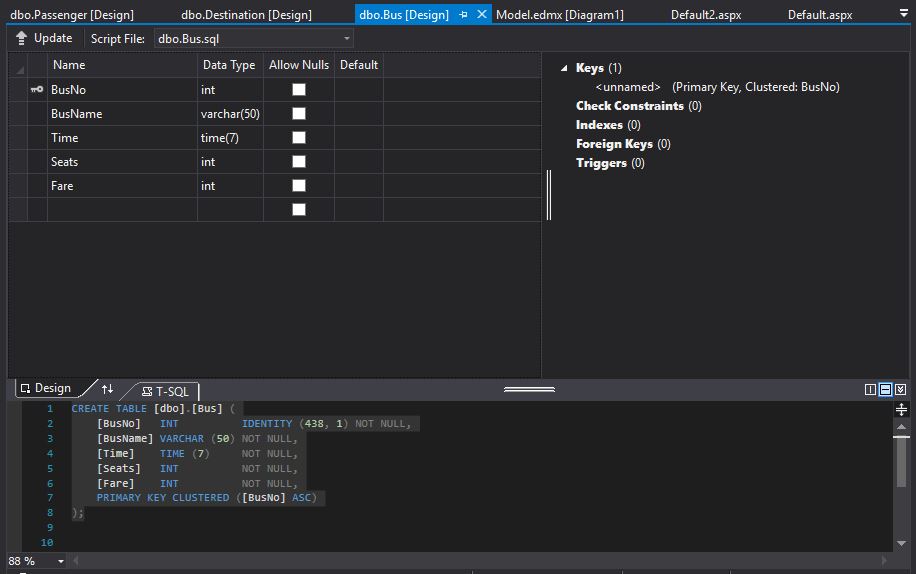 dbo.Passenger [Design] dbo.Destination [Design] dbo.Bus [Design] Model.edmx [Diagram1] Default2.aspx Default.aspx
Update Script File: dbo.Bus.sql
Name Data Type Allow Nulls Default
BusNo int
BusName varchar(50)
Time time(7)
Seats int
Fare int
Keys (1)
<unnamed> (Primary Key, Clustered: BusNo)
Check Constraints (0)
Indexes (0)
Foreign Keys (0)
Triggers (0)
Design T-SQL
1 CREATE TABLE [dbo].[Bus] (
2 [BusNo] INT IDENTITY (438, 1) NOT NULL,
3 [BusName] VARCHAR (50) NOT NULL,
4 [Time] TIME (7) NOT NULL,
5 [Seats] INT NOT NULL,
6 [Fare] INT NOT NULL,
7 PRIMARY KEY CLUSTERED ([BusNo] ASC)
8 );
9
10
88 %